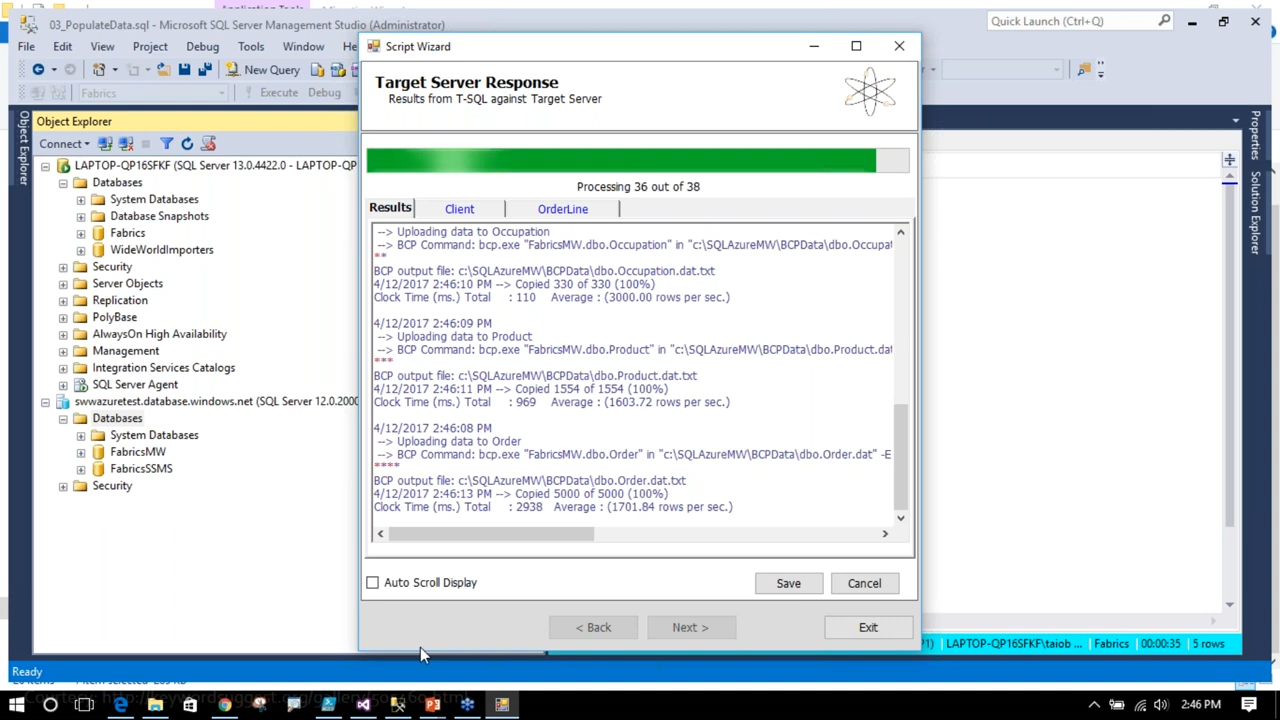 Application Tools
03_PopulateData.sql - Microsoft SQL Server Management Studio (Administrator)
Quick Launch (Ctrl+Q)
File Edit View Project Debug Tools Window
New Query
Fabrics
Execute Debug
Object Explorer
Object Explorer
Connect
LAPTOP-QP16SFKF (SQL Server 13.0.4422.0 - LAPTOP-QP
Databases
System Databases
Database Snapshots
Fabrics
WideWorldImporters
Security
Server Objects
Replication
PolyBase
AlwaysOn High Availability
Management
Integration Services Catalogs
SQL Server Agent
swwazuretest.database.windows.net (SQL Server 12.0.2000
Databases
System Databases
FabricsMW
FabricsSSMS
Security
Script Wizard
Target Server Response
Results from T-SQL against Target Server
Processing 36 out of 38
Results Client OrderLine
--> Uploading data to Occupation
--> BCP Command: bcp.exe "FabricsMW.dbo.Occupation" in "c:\SQLAzureMW\BCPData\dbo.Occupat
**
BCP output file: c:\SQLAzureMW\BCPData\dbo.Occupation.dat.txt
4/12/2017 2:46:10 PM --> Copied 330 of 330 (100%)
Clock Time (ms.) Total : 110 Average : (3000.00 rows per sec.)
4/12/2017 2:46:09 PM
--> Uploading data to Product
--> BCP Command: bcp.exe "FabricsMW.dbo.Product" in "c:\SQLAzureMW\BCPData\dbo.Product.dat
***
BCP output file: c:\SQLAzureMW\BCPData\dbo.Product.dat.txt
4/12/2017 2:46:11 PM --> Copied 1554 of 1554 (100%)
Clock Time (ms.) Total : 969 Average : (1603.72 rows per sec.)
4/12/2017 2:46:08 PM
--> Uploading data to Order
--> BCP Command: bcp.exe "FabricsMW.dbo.Order" in "c:\SQLAzureMW\BCPData\dbo.Order.dat" -E
****
BCP output file: c:\SQLAzureMW\BCPData\dbo.Order.dat.txt
4/12/2017 2:46:13 PM --> Copied 5000 of 5000 (100%)
Clock Time (ms.) Total : 2938 Average : (1701.84 rows per sec.)
Auto Scroll Display
Save Cancel
< Back Next > Exit
Properties
Solution Explorer
LAPTOP-QP16SFKF\taiob ... Fabrics 00:00:35 5 rows
Ready
2:46 PM